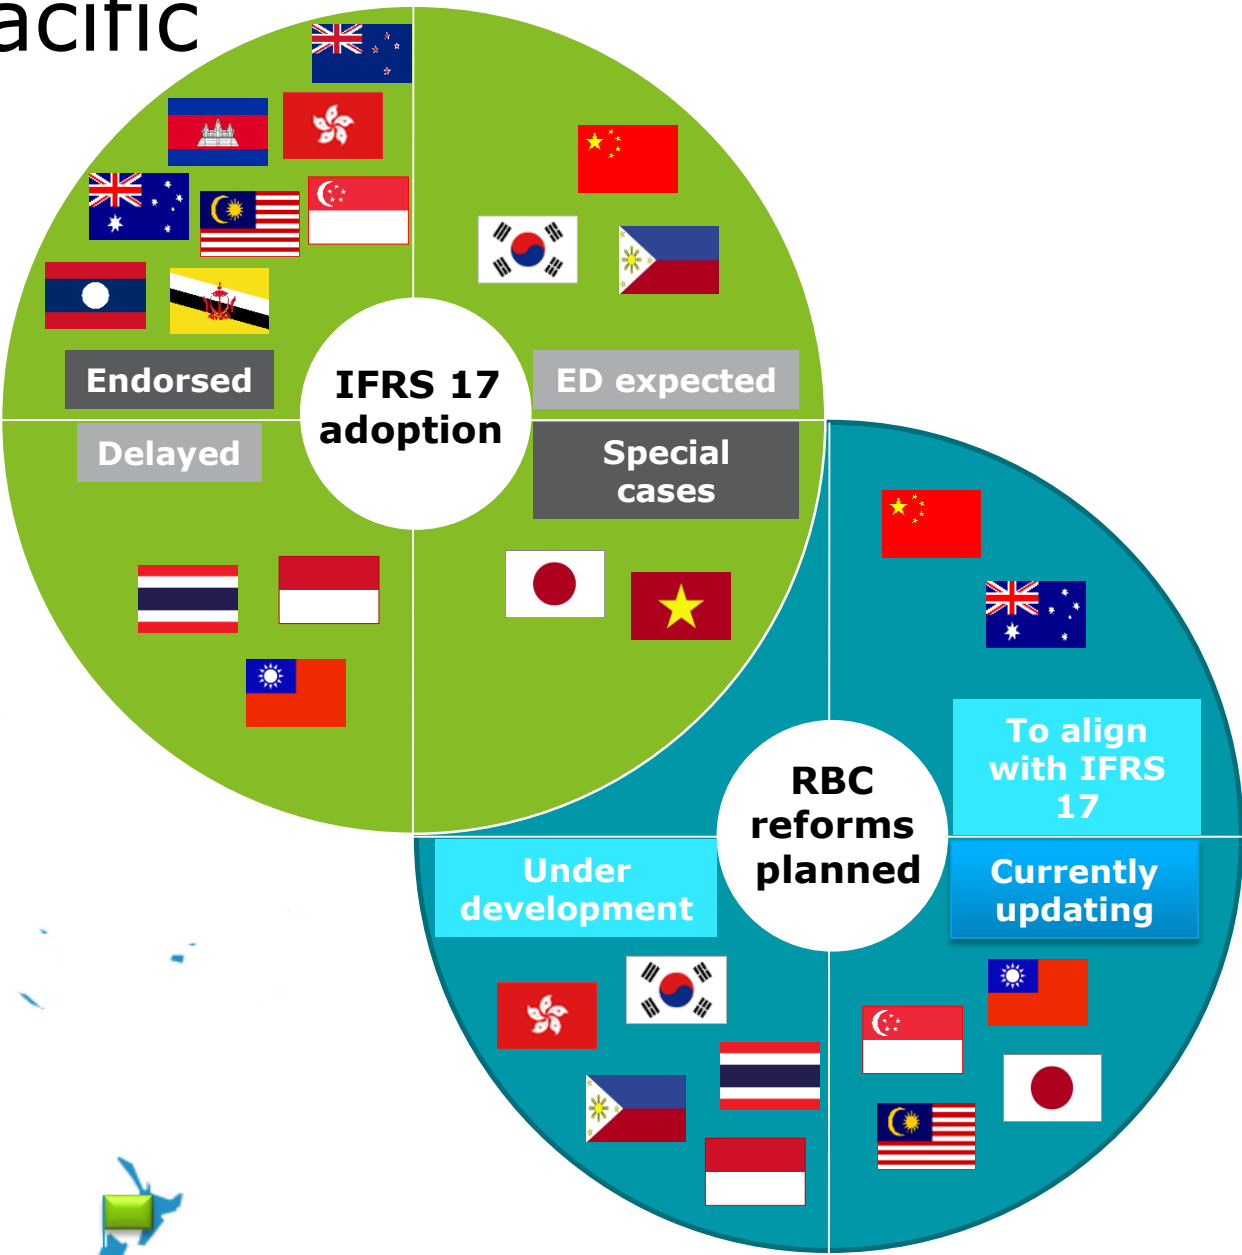 acific
Endorsed
IFRS 17
adoption
ED expected
Delayed
Special
cases
To align
with IFRS
17
RBC
reforms
planned
Under
development
Currently
updating